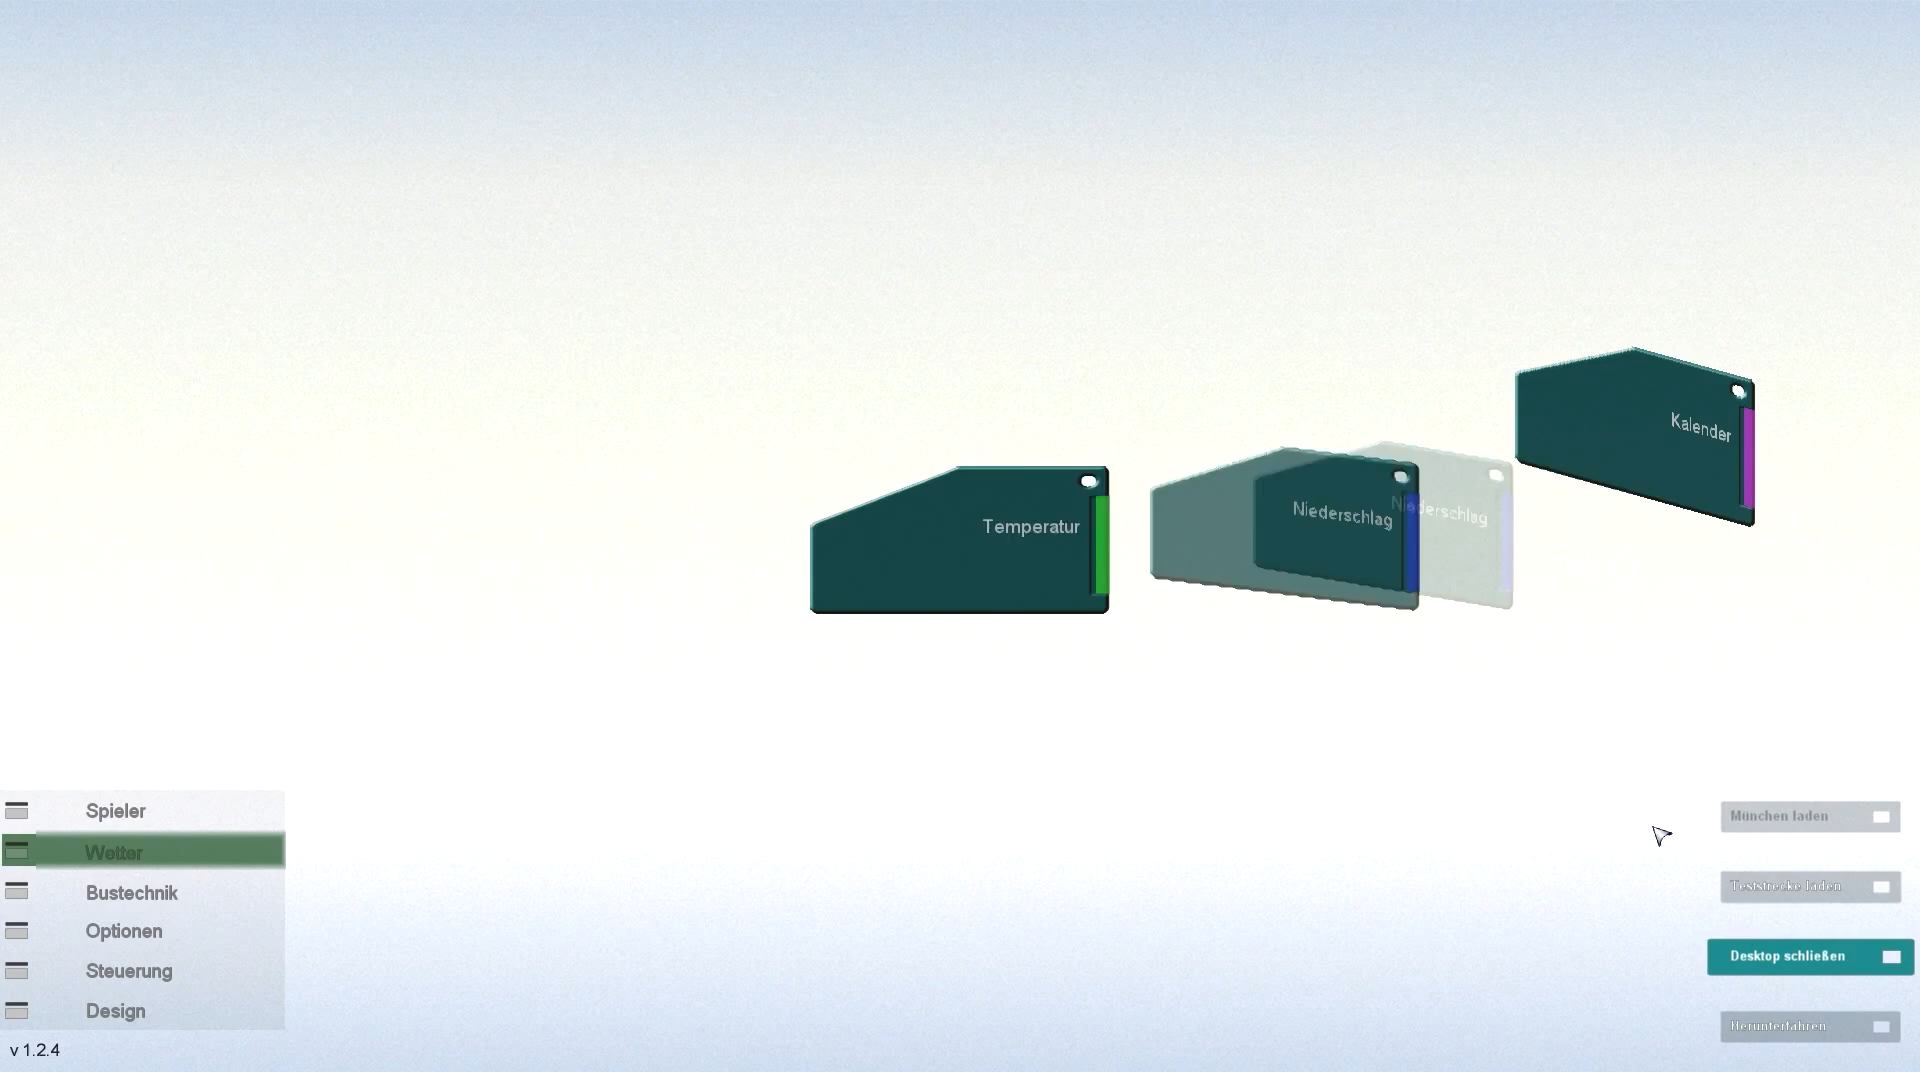 Kalender
Temperatur
Niederschlag
Niederschlag
Spieler
Wetter
Bustechnik
Optionen
Steuerung
Design
v 1.2.4
München laden
Teststrecke laden
Desktop schließen
Herunterfahren